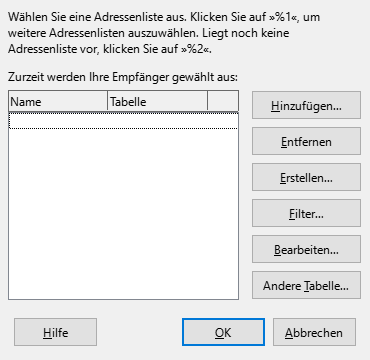 Wählen Sie eine Adressenliste aus. Klicken Sie auf »%1«, um
weitere Adressenlisten auszuwählen. Liegt noch keine
Adressenliste vor, klicken Sie auf »%2«.
Zurzeit werden Ihre Empfänger gewählt aus:
Name Tabelle
Hinzufügen...
Entfernen
Erstellen...
Filter...
Bearbeiten...
Andere Tabelle...
Hilfe OK Abbrechen